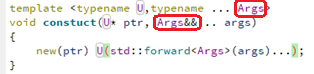 template <typename U,typename ... Args>
void constuct(U* ptr, Args&&... args)
{
new(ptr) U(std::forward<Args>(args)...);
}